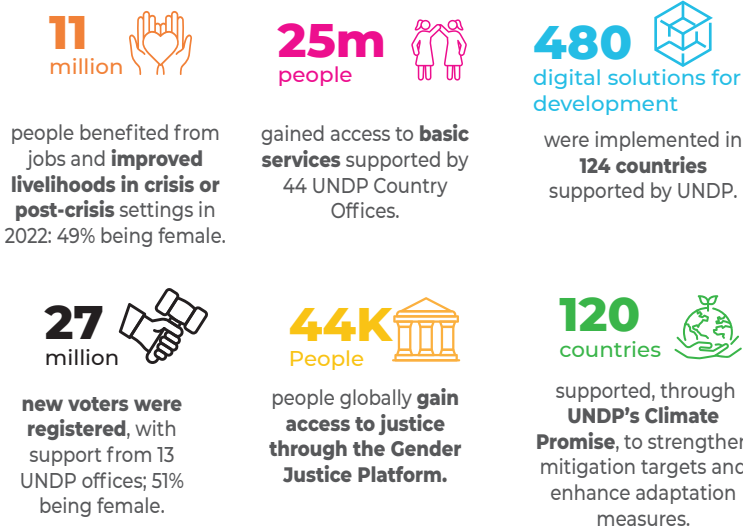 11
million
people benefited from
jobs and improved
livelihoods in crisis or
post-crisis settings in
2022: 49% being female.
25m
people
gained access to basic
services supported by
44 UNDP Country
Offices.
480
digital solutions for
development
were implemented in
124 countries
supported by UNDP.
27
million
new voters were
registered, with
support from 13
UNDP offices; 51%
being female.
44K
People
people globally gain
access to justice
through the Gender
Justice Platform.
120
countries
supported, through
UNDP’s Climate
Promise, to strengthen
mitigation targets and
enhance adaptation
measures.